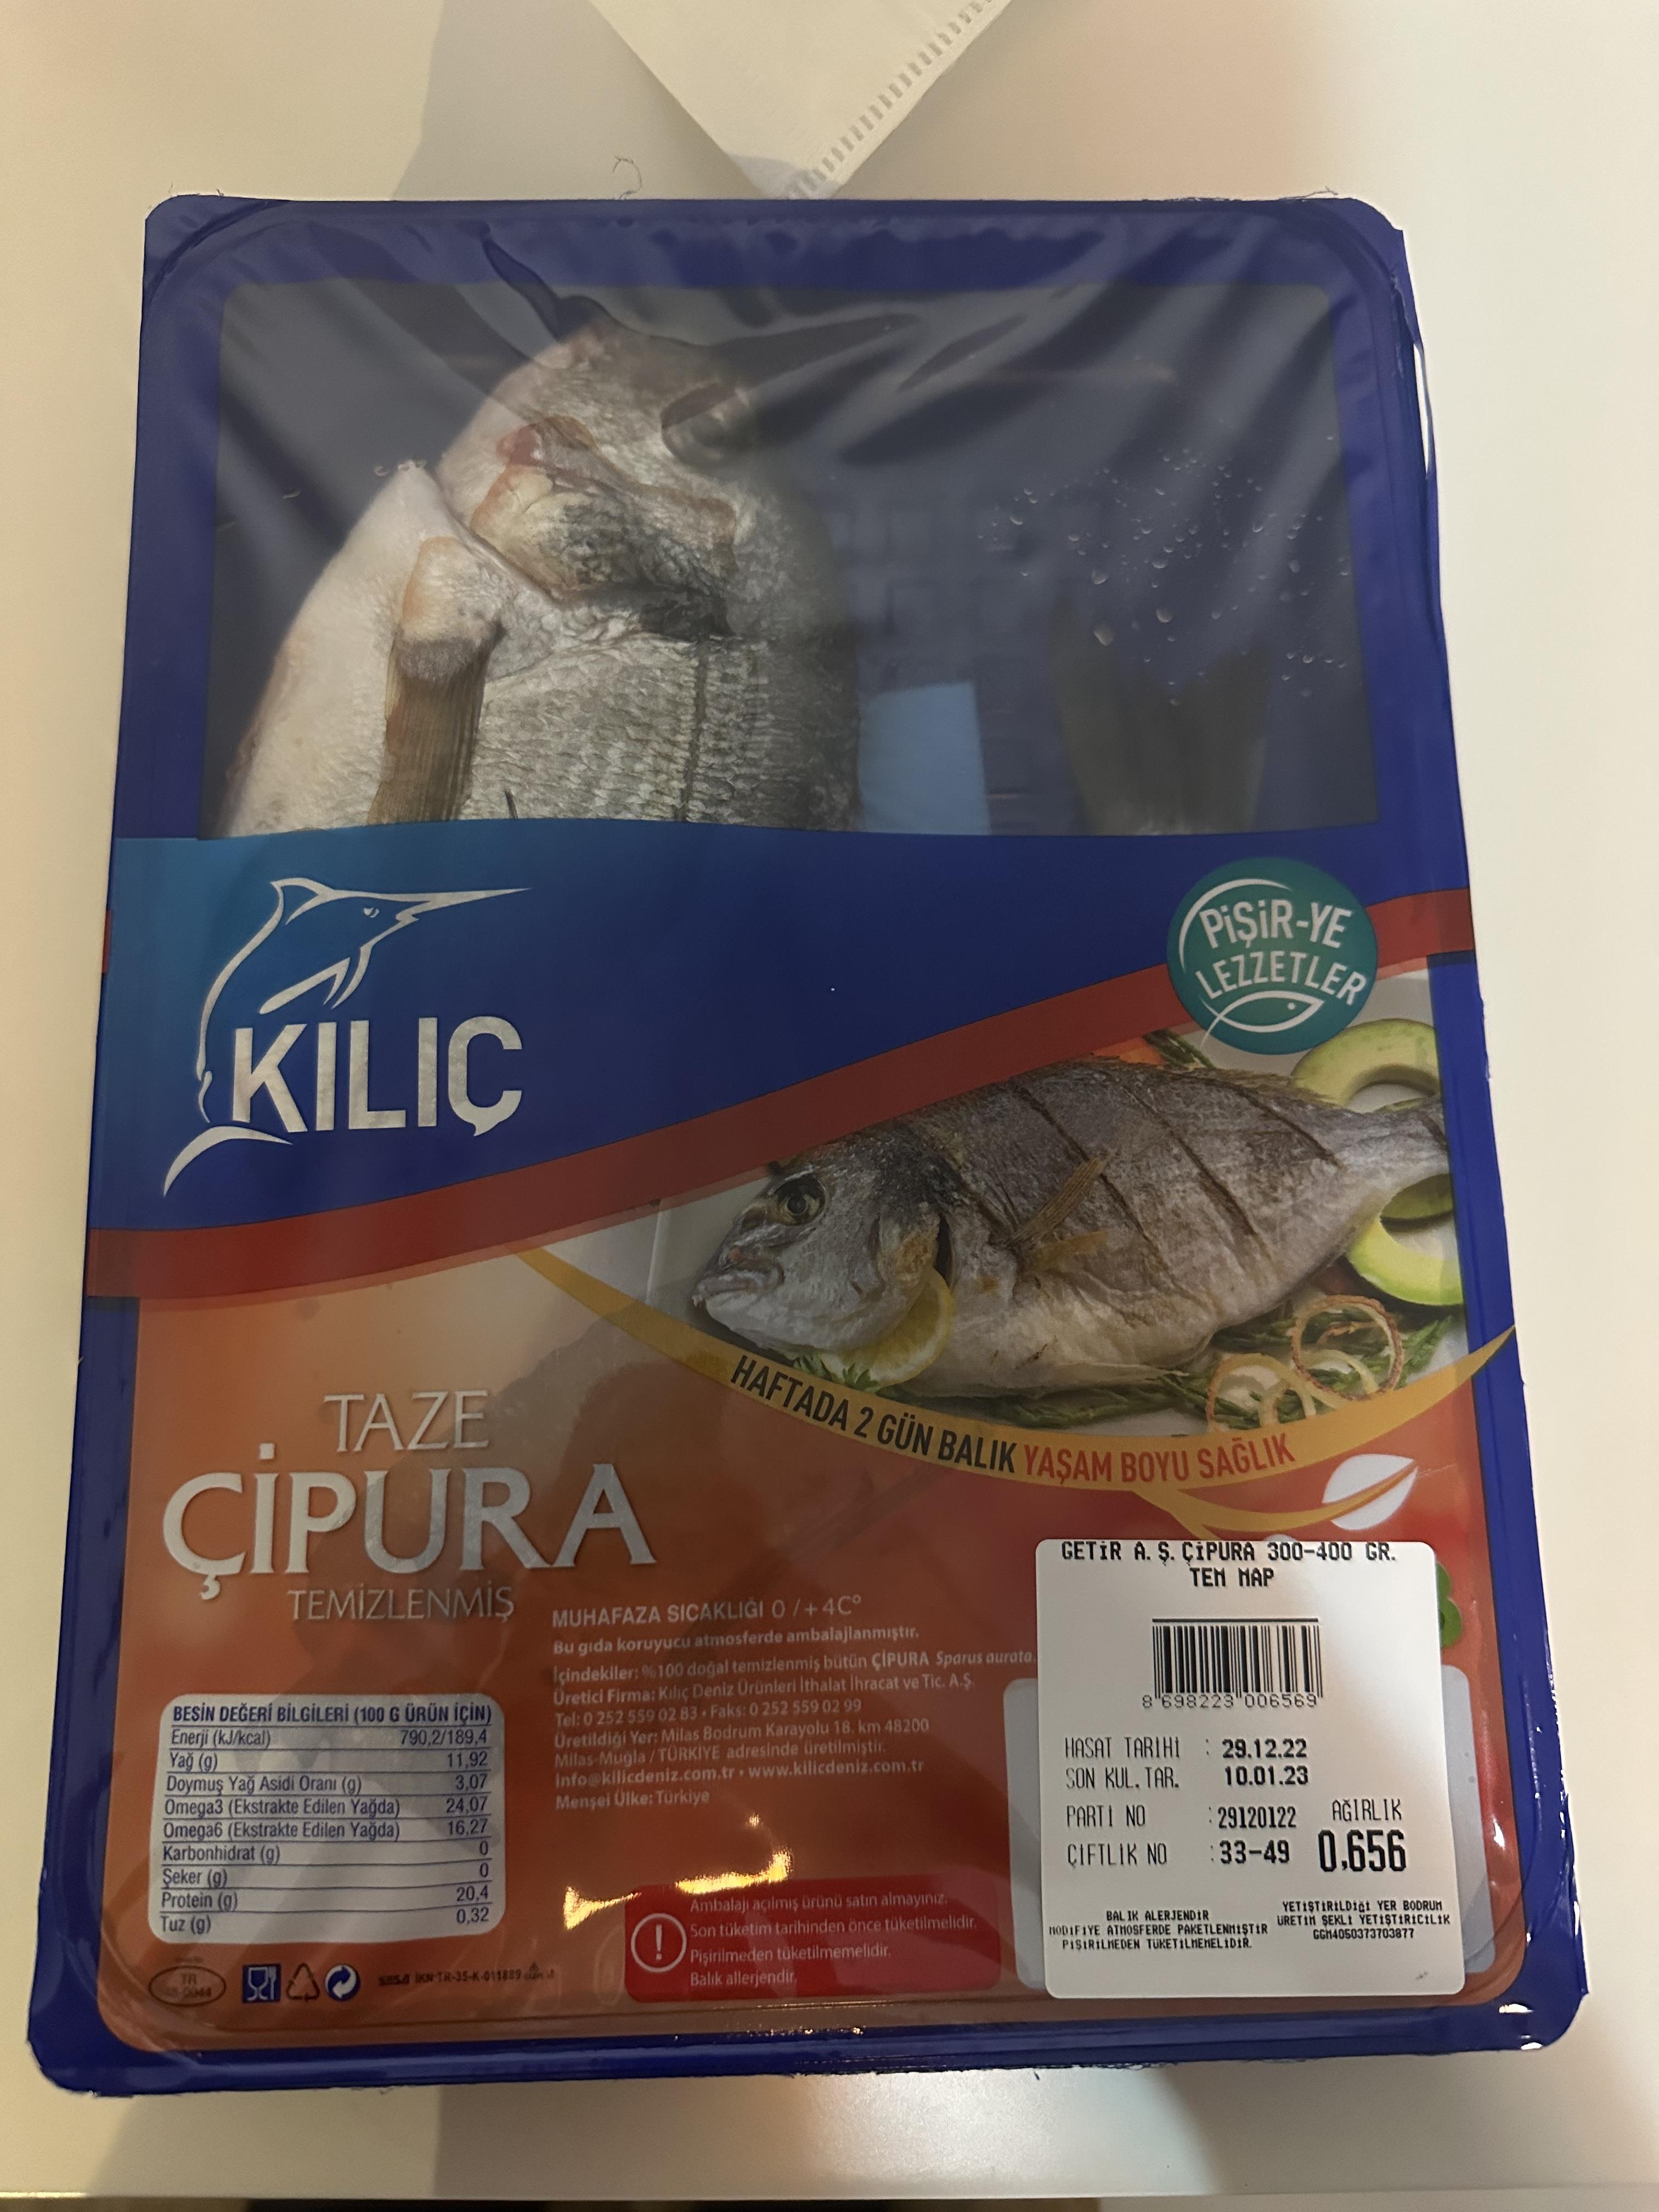 KILIÇ
PİŞİR-YE
LEZZETLER
HAFTADA 2 GÜN BALIK YAŞAM BOYU SAĞLIK
TAZE
ÇİPURA
TEMİZLENMİŞ
MUHAFAZA SICAKLIĞI 0 /+4C°
Bu gıda koruyucu atmosferde ambalajlanmıştır.
İçindekiler: %100 doğal temizlenmiş bütün ÇİPURA Sparus aurata.
Üretici Firma: Kılıç Deniz Ürünleri İthalat İhracat ve Tic. A.Ş.
Tel: 0 252 559 02 83 • Faks: 0 252 559 02 99
Üretildiği Yer: Milas Bodrum Karayolu 18. km 48200
Milas-Muğla / TÜRKİYE adresinde üretilmiştir.
info@kilicdeniz.com.tr • www.kilicdeniz.com.tr
Menşei Ülke: Türkiye
BESİN DEĞERİ BİLGİLERİ (100 G ÜRÜN İÇİN)
Enerji (kJ/kcal) 790,2/189,4
Yağ (g) 11,92
Doymuş Yağ Asidi Oranı (g) 3,07
Omega3 (Ekstrakte Edilen Yağda) 24,07
Omega6 (Ekstrakte Edilen Yağda) 16,27
Karbonhidrat (g) 0
Şeker (g) 0
Protein (g) 20,4
Tuz (g) 0,32
TR
İKN TR-35-K-011889
Ambalajı açılmış ürünü satın almayınız.
Son tüketim tarihinden önce tüketilmelidir.
Pişirilmeden tüketilmemelidir.
Balık allerjendir.
GETİR A.Ş. ÇİPURA 300-400 GR.
TEM MAP
8 698223 006569
HASAT TARIHI : 29.12.22
SON KUL.TAR. 10.01.23
PARTI NO :29120122 AĞIRLIK
ÇIFTLIK NO :33-49 0,656
BALIK ALERJENDİR
MODIFIYE ATMOSFERDE PAKETLENMİŞTİR
PİŞİRİLMEDEN TÜKETİLMEMELİDİR.
YETİŞTİRİLDİĞİ YER BODRUM
ÜRETİM ŞEKLİ YETİŞTİRİCİLİK
GGM4050373703877